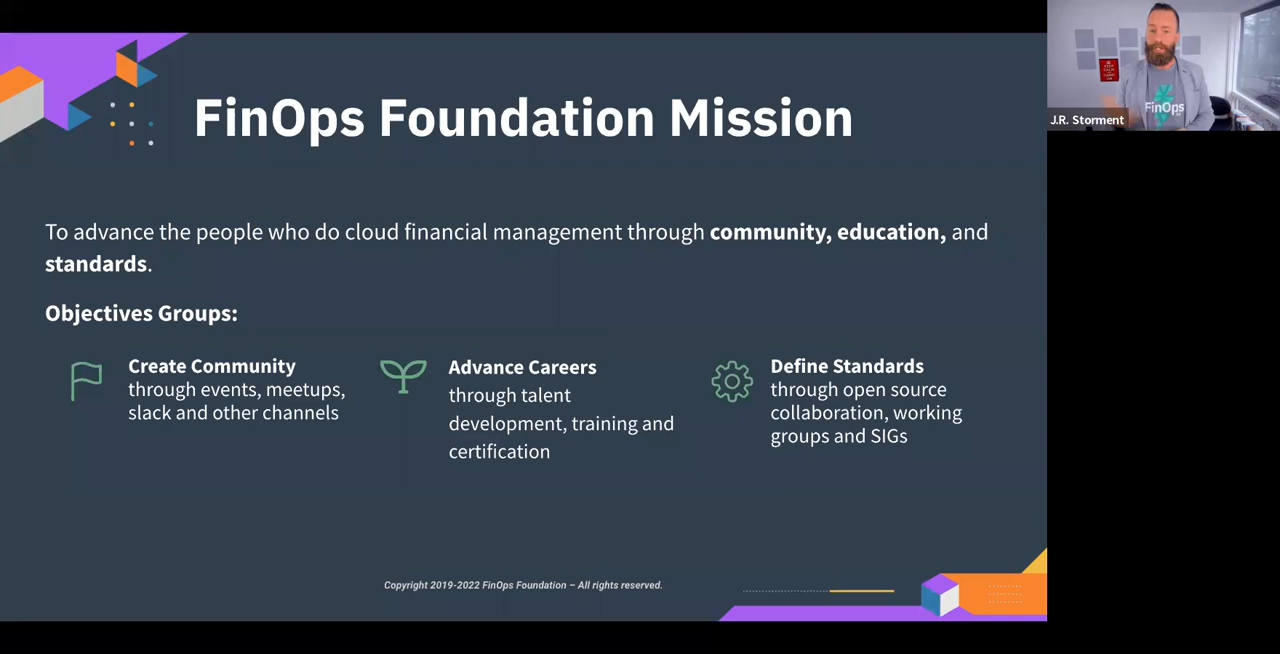 FinOps Foundation Mission
To advance the people who do cloud financial management through community, education, and
standards.
Objectives Groups:
Create Community
through events, meetups,
slack and other channels
Advance Careers
through talent
development, training and
certification
Define Standards
through open source
collaboration, working
groups and SIGs
Copyright 2019-2022 FinOps Foundation – All rights reserved.
FinOps
J.R. Storment